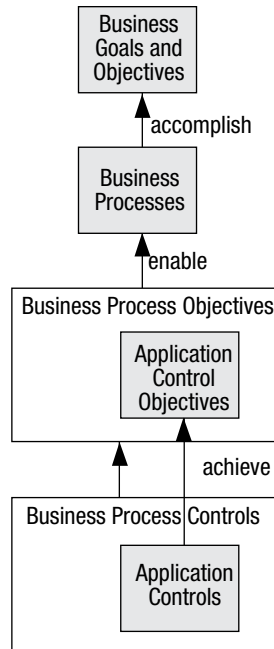 Business
Goals and
Objectives
accomplish
Business
Processes
enable
Business Process Objectives
Application
Control
Objectives
achieve
Business Process Controls
Application
Controls